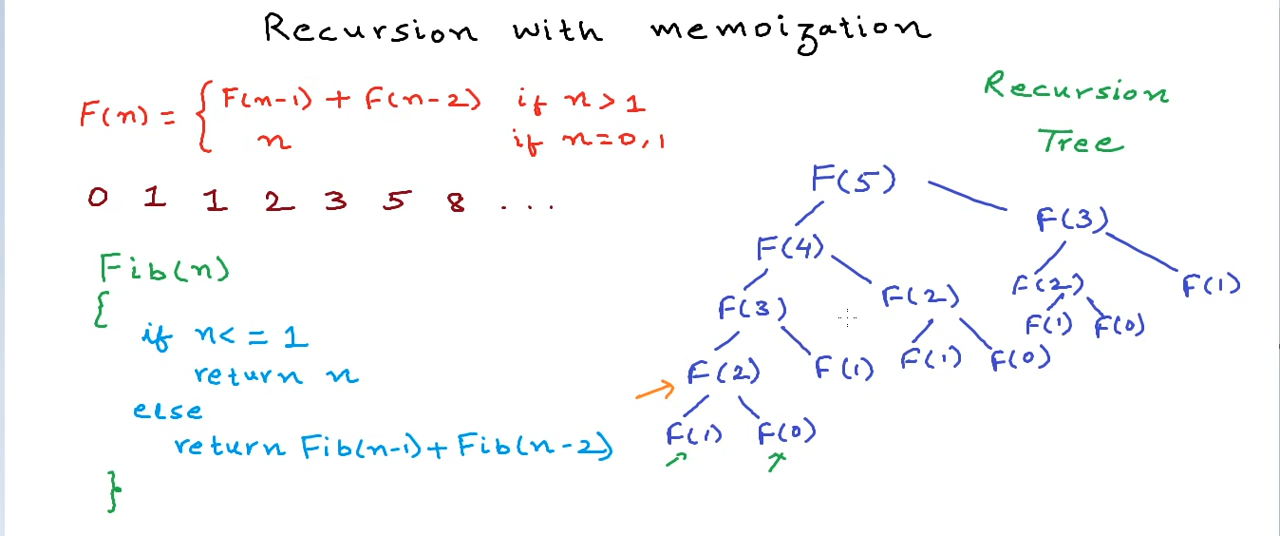 Recursion with memoization
F(n) = { F(n-1) + F(n-2) if n > 1
n if n=0,1
0 1 1 2 3 5 8 ...
Fib(n)
{
if n< = 1
return n
else
return Fib(n-1)+Fib(n-2)
}
Recursion
Tree
F(5)
F(4) F(3)
F(3) F(2) F(2) F(1)
F(2) F(1) F(1) F(0) F(1) F(0)
F(1) F(0)